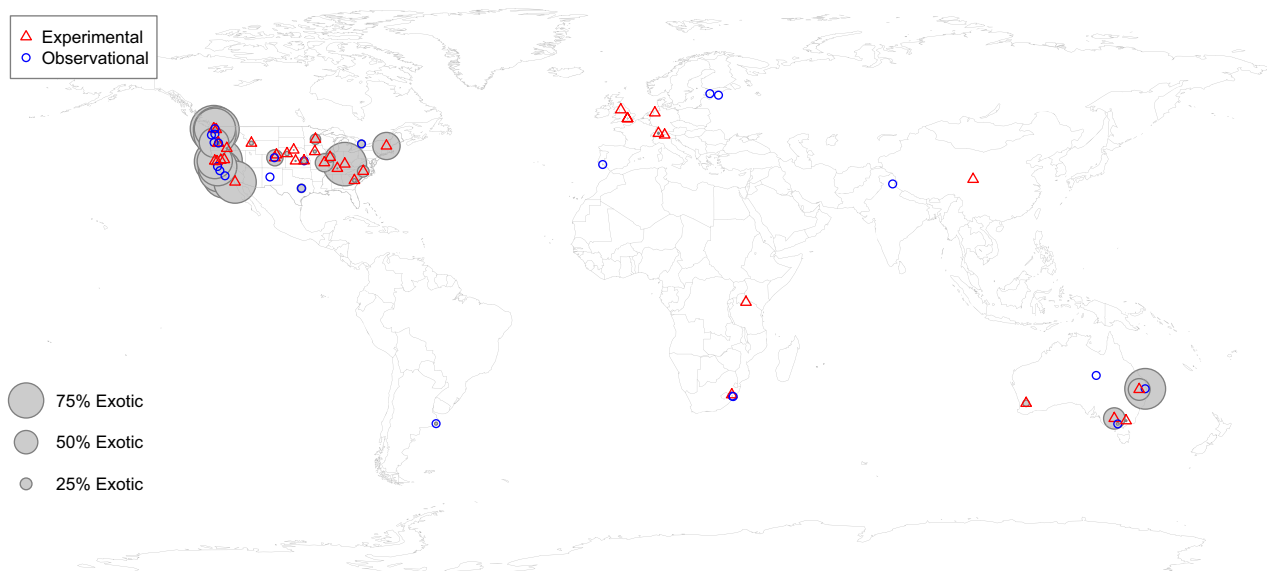 Experimental
Observational
75% Exotic
50% Exotic
25% Exotic